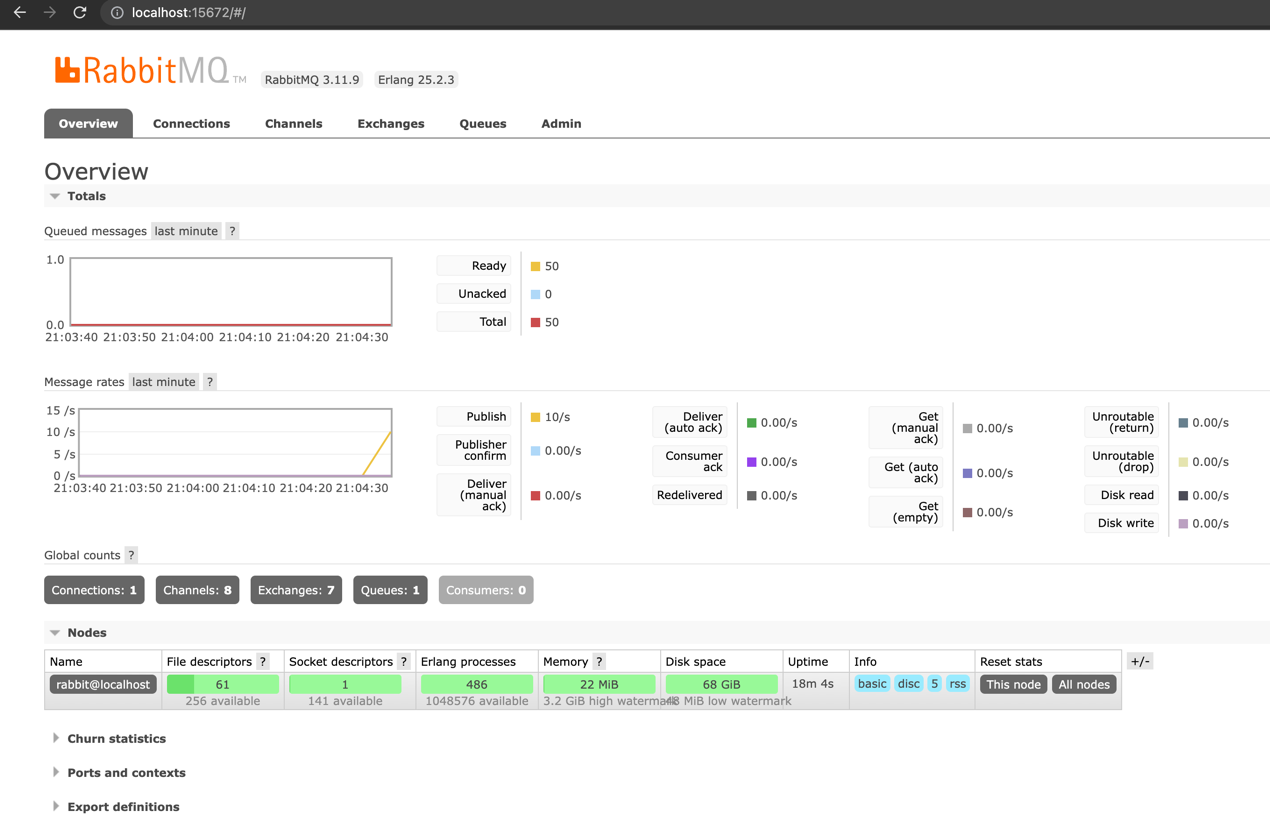 localhost:15672/#/
RabbitMQ TM RabbitMQ 3.11.9 Erlang 25.2.3
Overview Connections Channels Exchanges Queues Admin
Overview
Totals
Queued messages last minute ?
1.0
0.0
21:03:40 21:03:50 21:04:00 21:04:10 21:04:20 21:04:30
Ready 50
Unacked 0
Total 50
Message rates last minute ?
15 /s
10 /s
5 /s
0 /s
21:03:40 21:03:50 21:04:00 21:04:10 21:04:20 21:04:30
Publish 10/s
Publisher
confirm 0.00/s
Deliver
(manual
ack) 0.00/s
Deliver
(auto ack) 0.00/s
Consumer
ack 0.00/s
Redelivered 0.00/s
Get
(manual
ack) 0.00/s
Get (auto
ack) 0.00/s
Get
(empty) 0.00/s
Unroutable
(return) 0.00/s
Unroutable
(drop) 0.00/s
Disk read 0.00/s
Disk write 0.00/s
Global counts ?
Connections: 1 Channels: 8 Exchanges: 7 Queues: 1 Consumers: 0
Nodes
Name File descriptors ? Socket descriptors ? Erlang processes Memory ? Disk space Uptime Info Reset stats +/-
rabbit@localhost 61 1 486 22 MiB 68 GiB 18m 4s basic disc 5 rss This node All nodes
256 available 141 available 1048576 available 3.2 GiB high watermark 48 MiB low watermark
Churn statistics
Ports and contexts
Export definitions